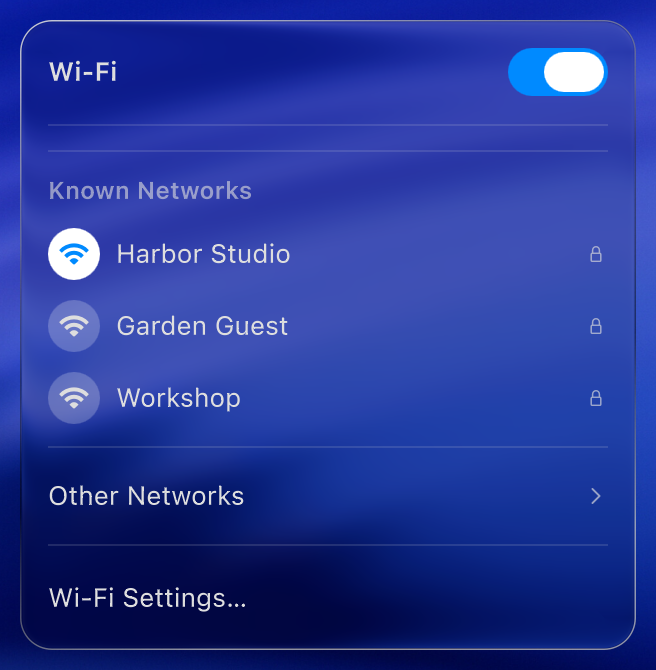 Wi-Fi
Known Networks
Harbor Studio
Garden Guest
Workshop
Other Networks
Wi-Fi Settings...